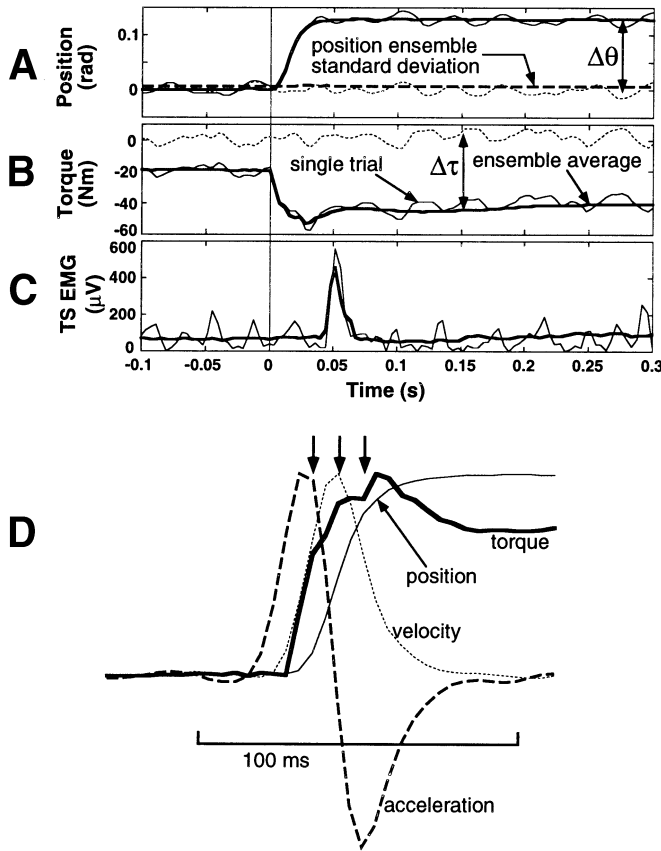 A
Position
(rad)
0.1
0
position ensemble
standard deviation
Δθ
B
Torque
(Nm)
0
-20
-40
-60
single trial
Δτ
ensemble average
C
TS EMG
(μV)
600
400
200
0
-0.1
-0.05
0
0.05
0.1
0.15
0.2
0.25
0.3
Time (s)
D
torque
position
velocity
100 ms
acceleration